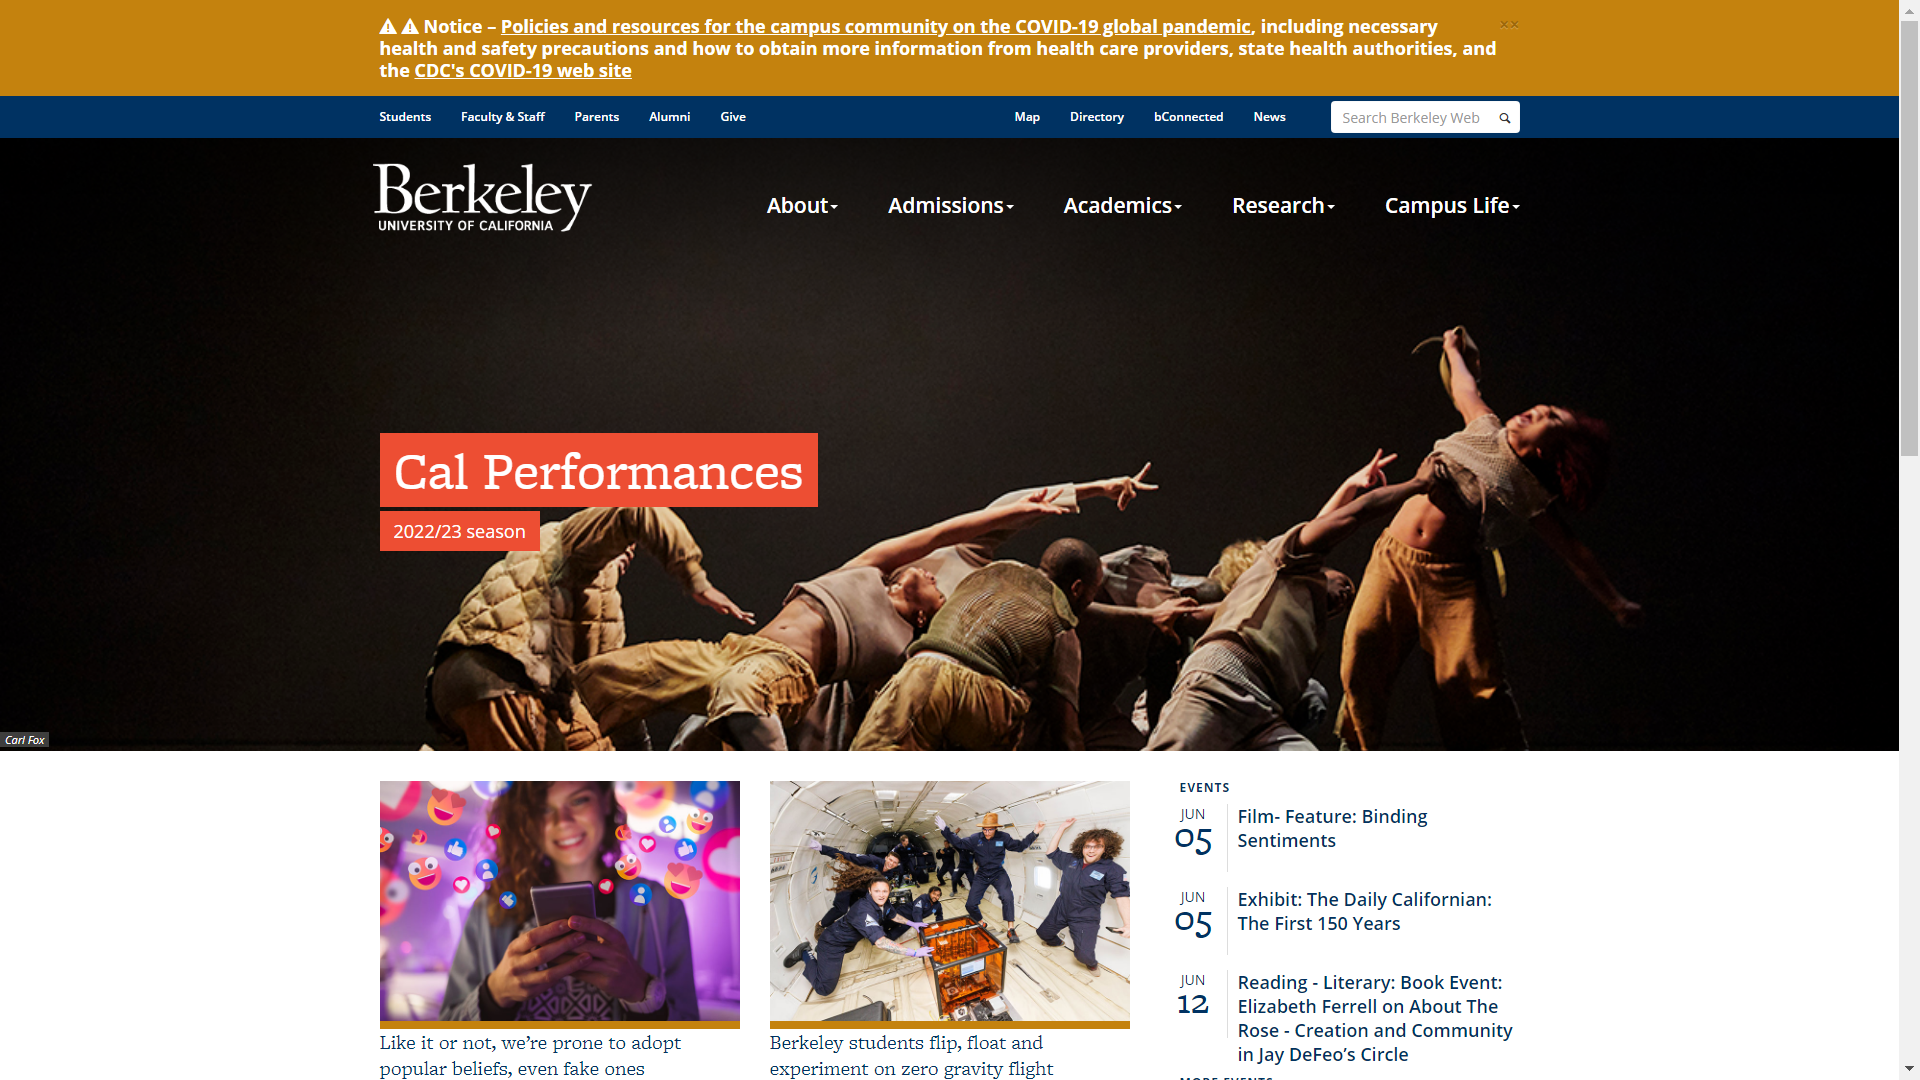 Notice – Policies and resources for the campus community on the COVID-19 global pandemic, including necessary
health and safety precautions and how to obtain more information from health care providers, state health authorities, and
the CDC's COVID-19 web site
Students Faculty & Staff Parents Alumni Give Map Directory bConnected News Search Berkeley Web
Berkeley
UNIVERSITY OF CALIFORNIA
About Admissions Academics Research Campus Life
Cal Performances
2022/23 season
Carl Fox
Like it or not, we’re prone to adopt
popular beliefs, even fake ones
Berkeley students flip, float and
experiment on zero gravity flight
EVENTS
JUN
05
Film- Feature: Binding
Sentiments
JUN
05
Exhibit: The Daily Californian:
The First 150 Years
JUN
12
Reading - Literary: Book Event:
Elizabeth Ferrell on About The
Rose - Creation and Community
in Jay DeFeo’s Circle
MORE EVENTS